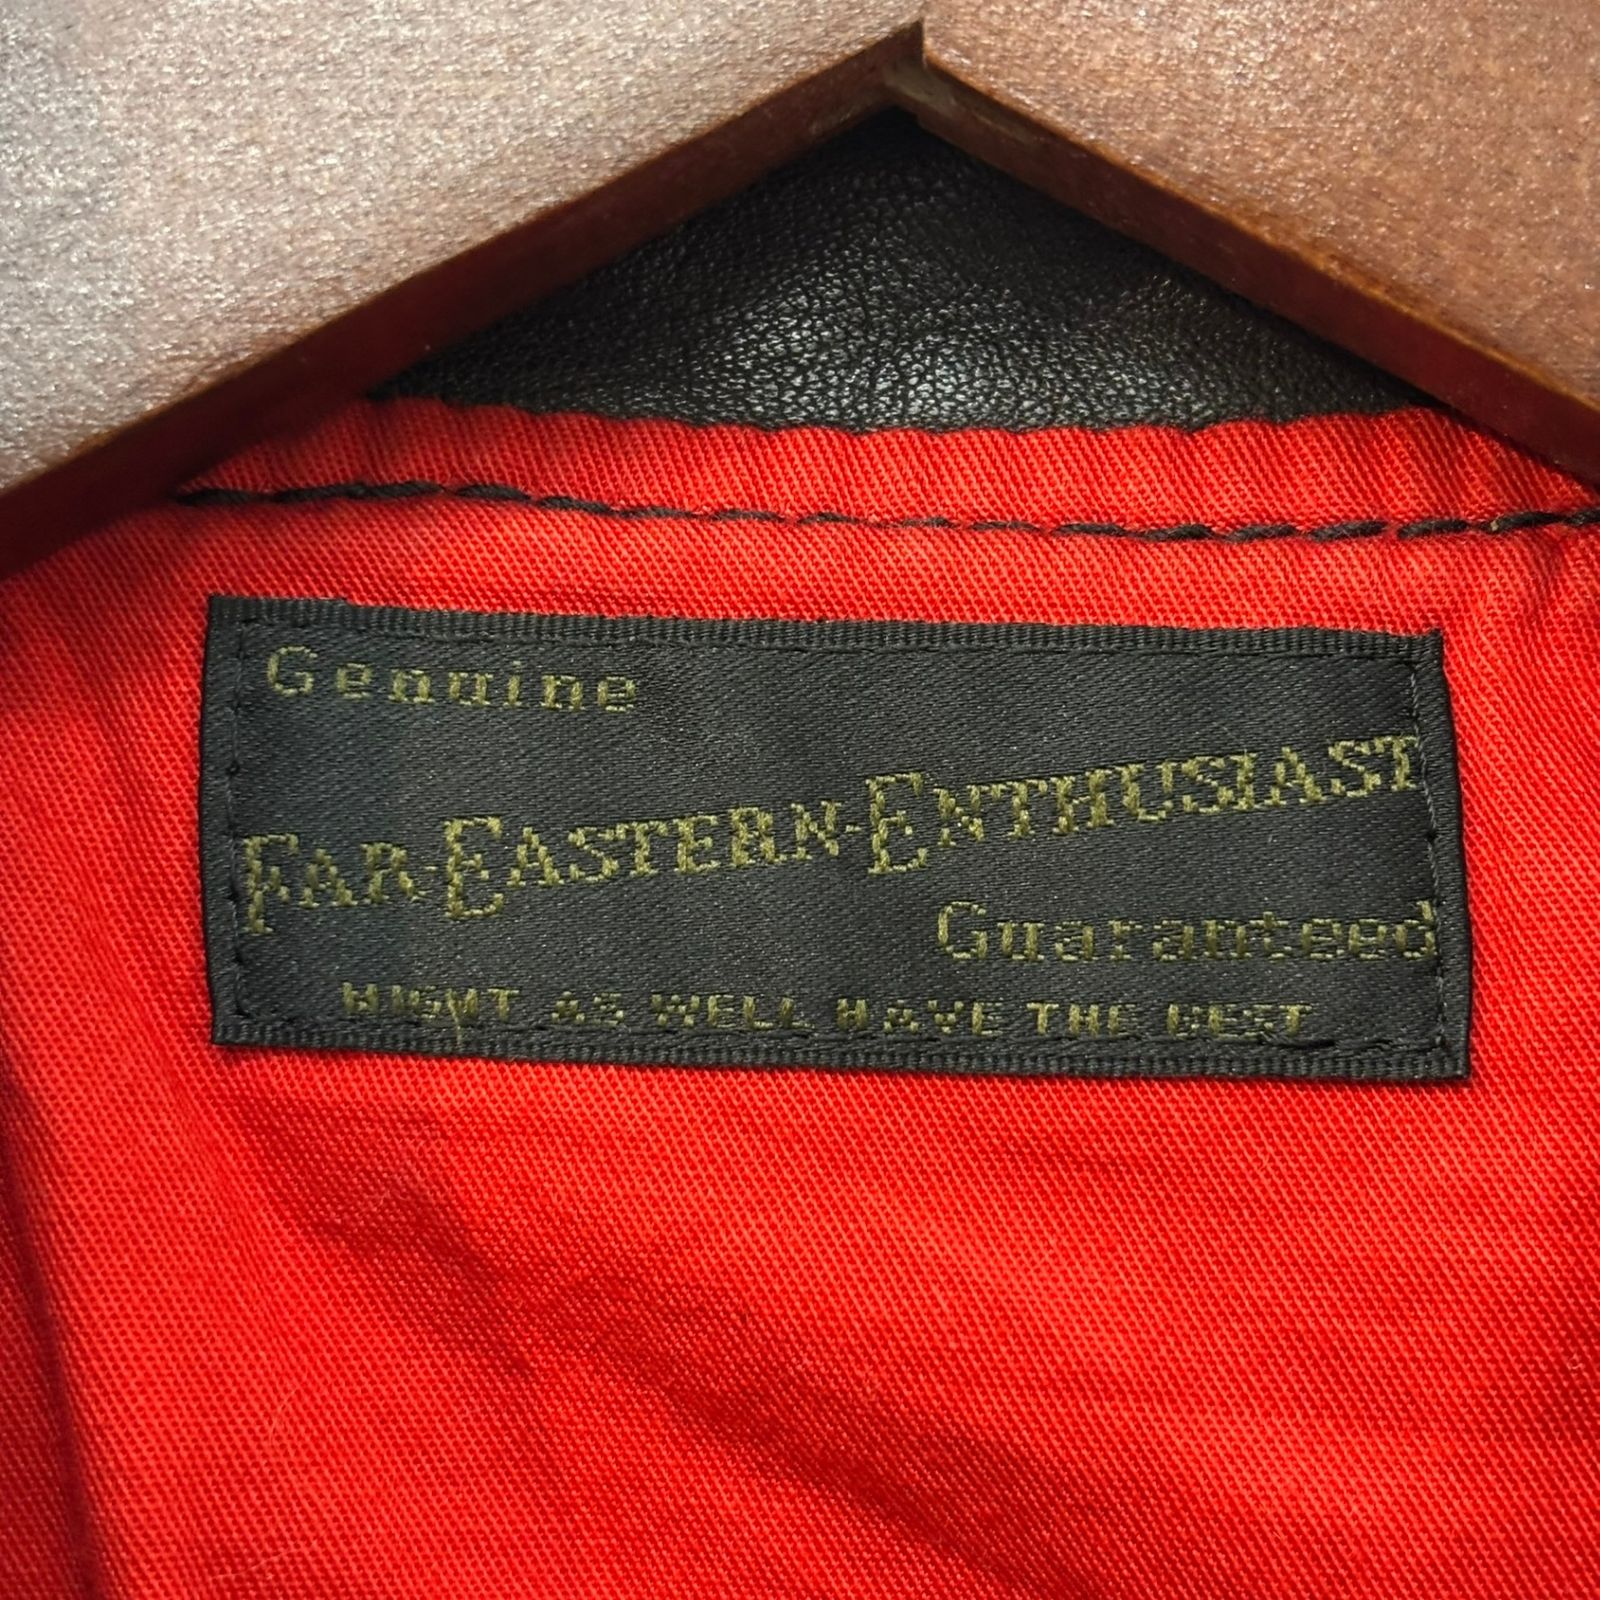 Genuine
FAR-EASTERN-ENTHUSIAST
Guaranteed
MIGHT AS WELL HAVE THE BEST